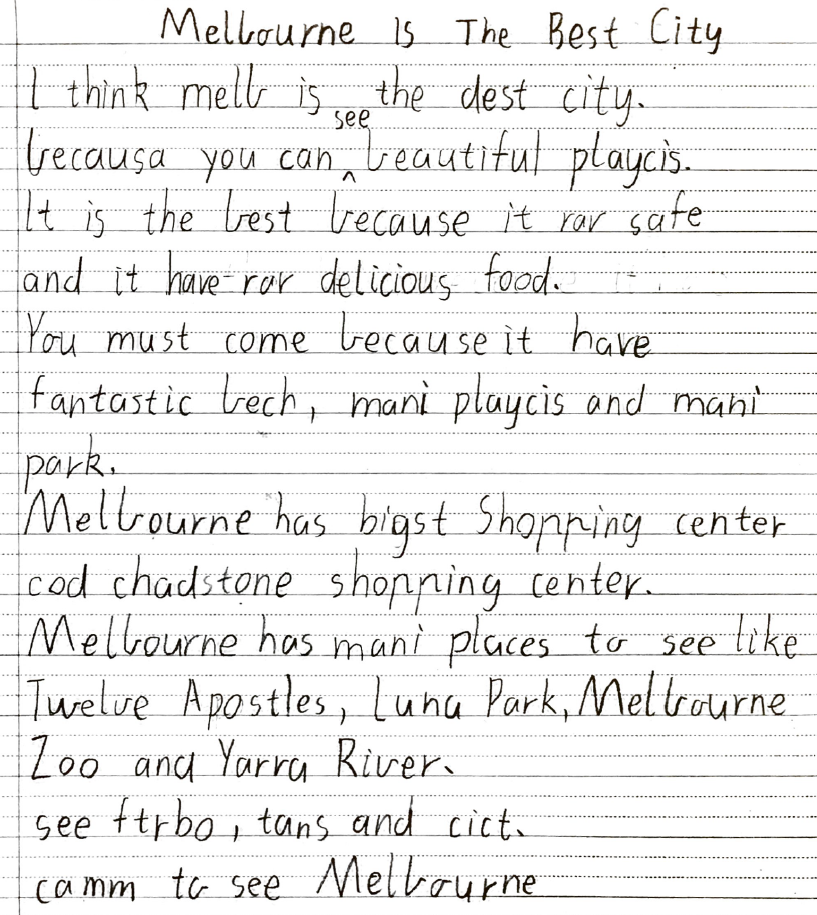 Melbourne Is The Best City
I think melb is the dest city.
becausa you can see beautiful playcis.
It is the best because it rar safe
and it have rar delicious food.
You must come because it have
fantastic bech, mani playcis and mani
park.
Melbourne has bigst Shopping center
cod chadstone shopping center.
Melbourne has mani places to see like
Twelve Apostles, Luna Park, Melbourne
Zoo and Yarra River.
see ftrbo, tans and cict.
camm to see Melbourne